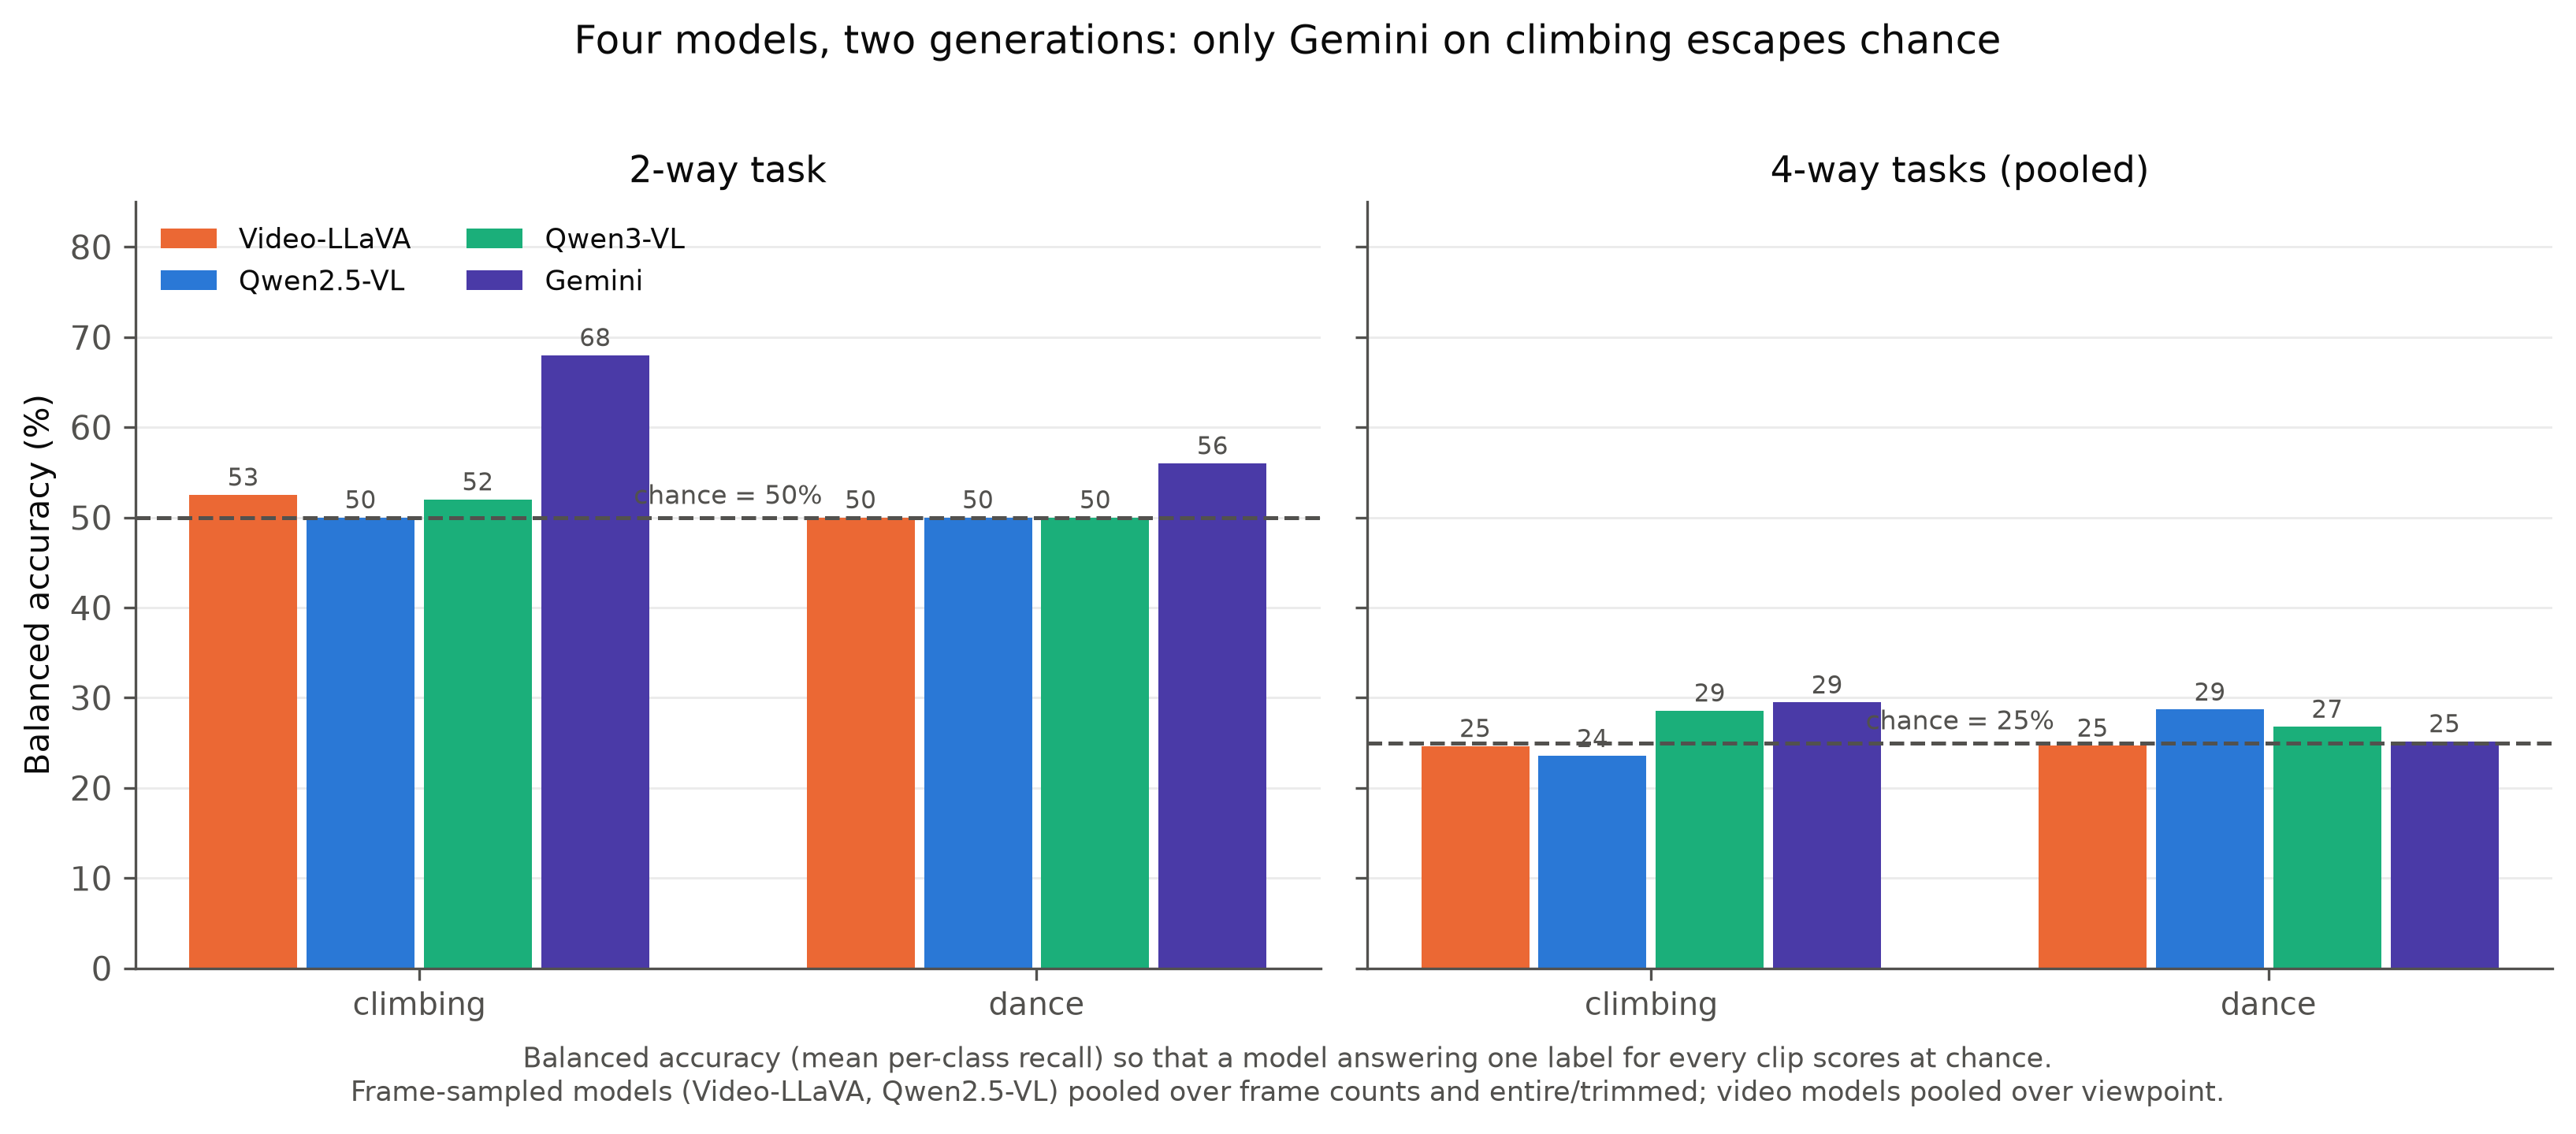 Four models, two generations: only Gemini on climbing escapes chance
2-way task
Video-LLaVA
Qwen2.5-VL
Qwen3-VL
Gemini
Balanced accuracy (%)
80
70
60
50
40
30
20
10
0
53
50
52
68
chance = 50%
50
50
50
56
climbing
dance
4-way tasks (pooled)
25
24
29
29
chance = 25%
25
29
27
25
climbing
dance
Balanced accuracy (mean per-class recall) so that a model answering one label for every clip scores at chance.
Frame-sampled models (Video-LLaVA, Qwen2.5-VL) pooled over frame counts and entire/trimmed; video models pooled over viewpoint.